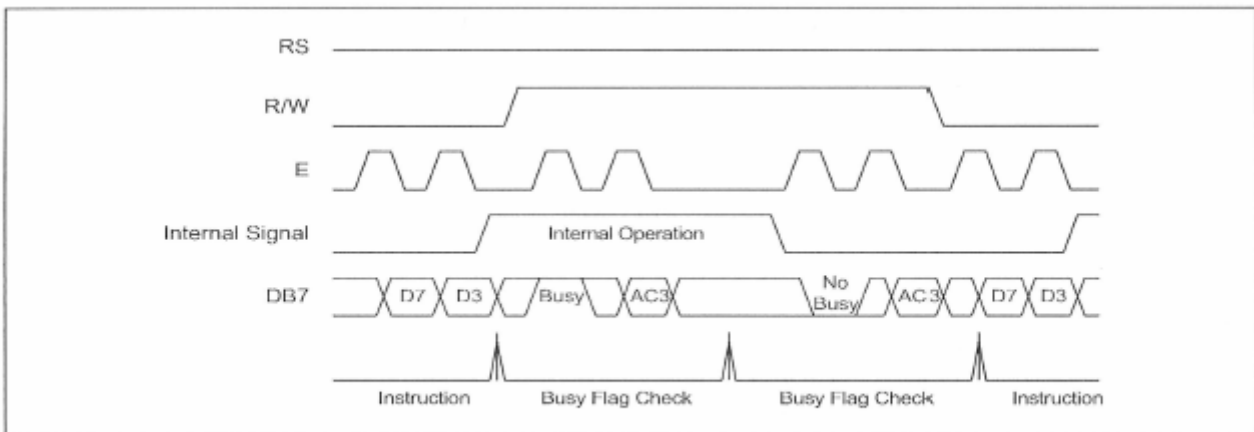 RS
R/W
E
Internal Signal
Internal Operation
DB7
D7
D3
Busy
AC3
No
Busy
AC3
D7
D3
Instruction
Busy Flag Check
Busy Flag Check
Instruction